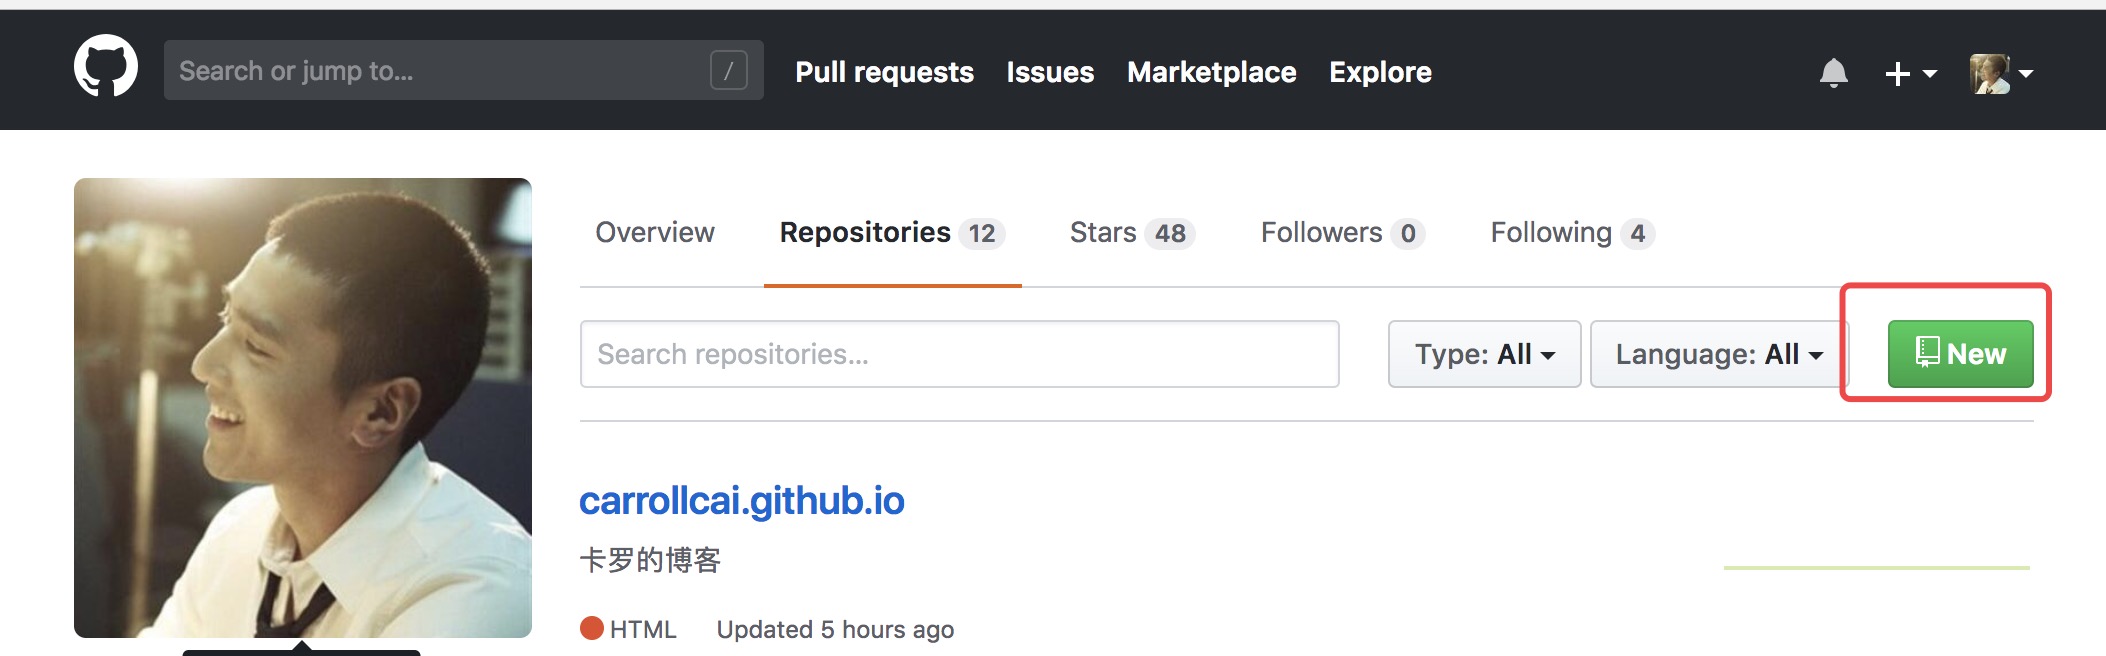 Search or jump to... / Pull requests Issues Marketplace Explore
Overview Repositories 12 Stars 48 Followers 0 Following 4
Search repositories... Type: All Language: All New
carrollcai.github.io
卡罗的博客
HTML Updated 5 hours ago